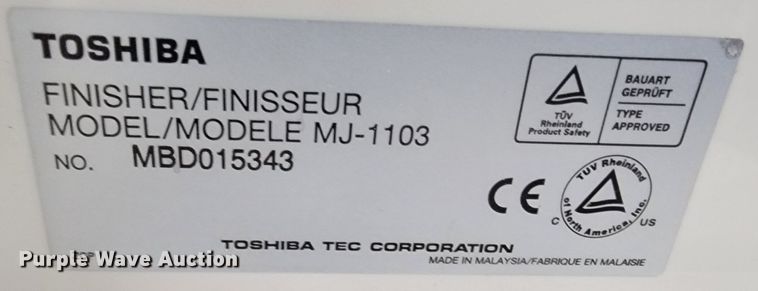 TOSHIBA
FINISHER/FINISSEUR
MODEL/MODELE MJ-1103
NO. MBD015343
TÜV
Rheinland
Product Safety
BAUART
GEPRÜFT
TYPE
APPROVED
CE
TÜV Rheinland
of North America, Inc.
C US
TOSHIBA TEC CORPORATION
MADE IN MALAYSIA/FABRIQUE EN MALAISIE
Purple Wave Auction